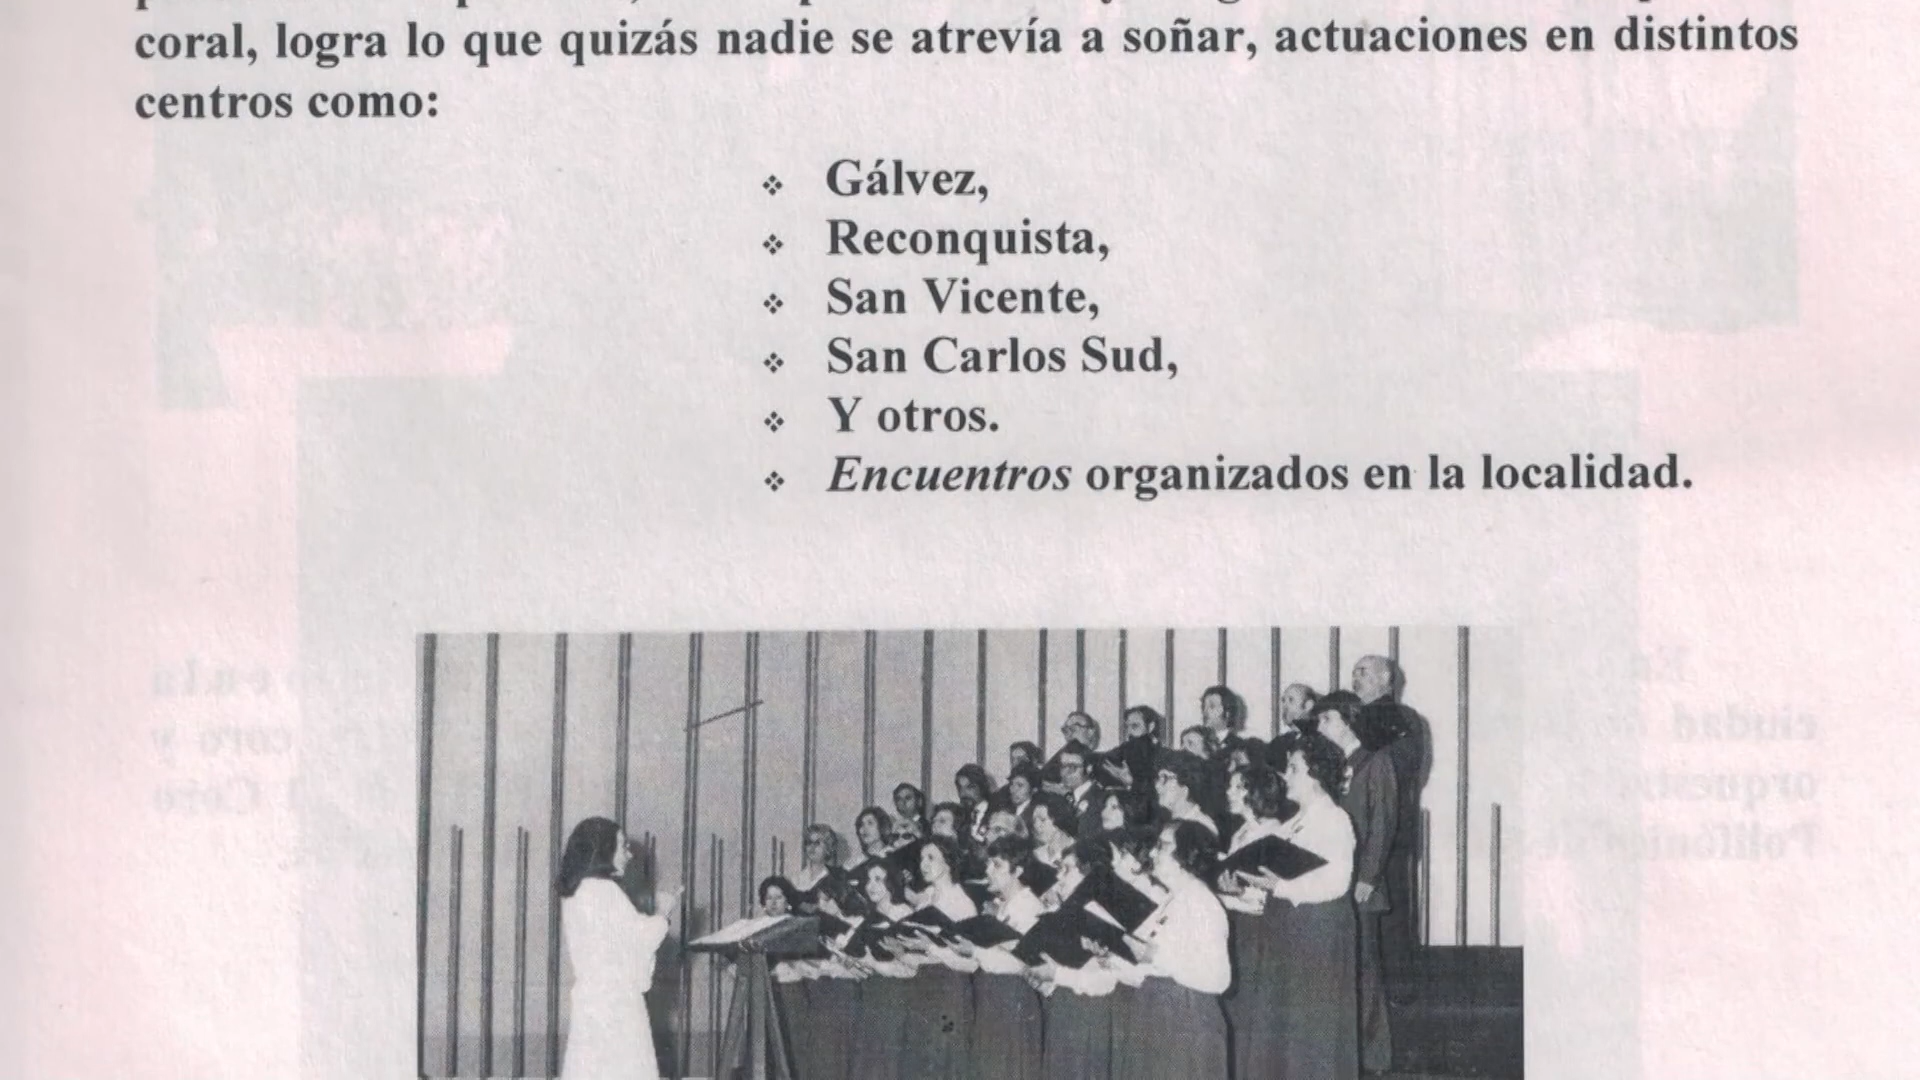 coral, logra lo que quizás nadie se atrevía a soñar, actuaciones en distintos
centros como:
❖ Gálvez,
❖ Reconquista,
❖ San Vicente,
❖ San Carlos Sud,
❖ Y otros.
❖ Encuentros organizados en la localidad.